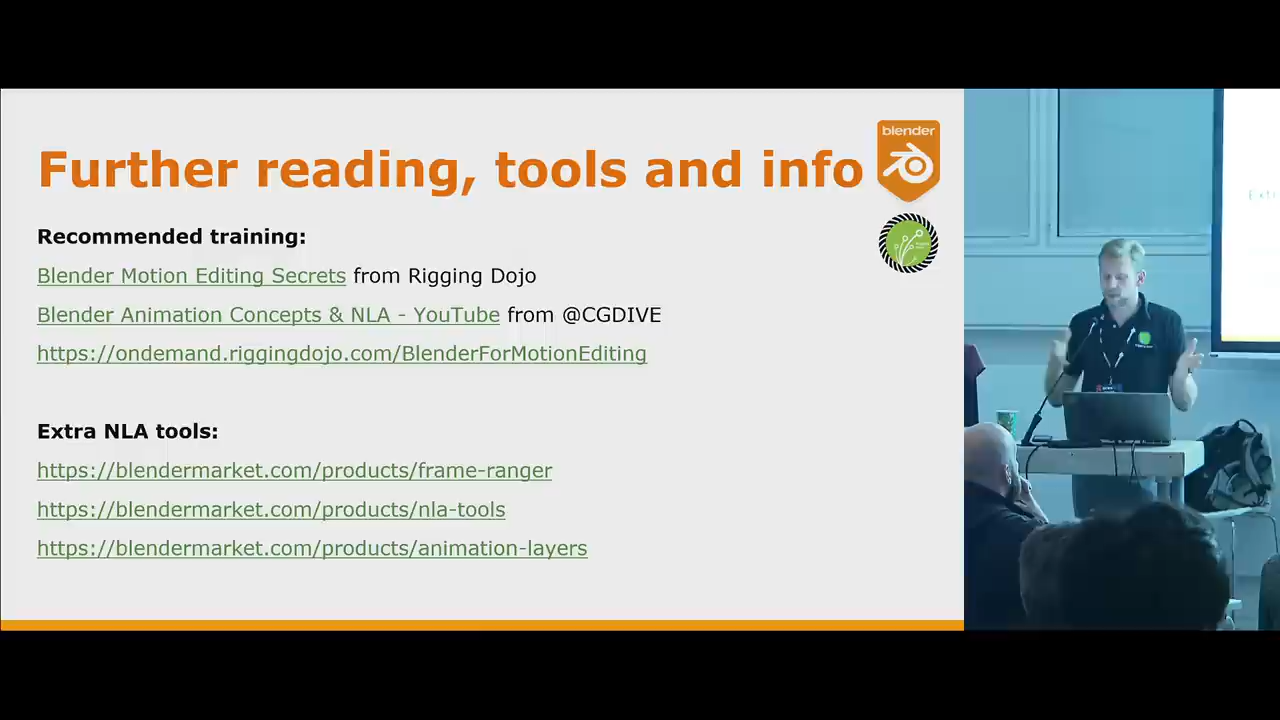 Further reading, tools and info
blender
Recommended training:
Blender Motion Editing Secrets from Rigging Dojo
Blender Animation Concepts & NLA - YouTube from @CGDIVE
https://ondemand.riggingdojo.com/BlenderForMotionEditing
Extra NLA tools:
https://blendermarket.com/products/frame-ranger
https://blendermarket.com/products/nla-tools
https://blendermarket.com/products/animation-layers